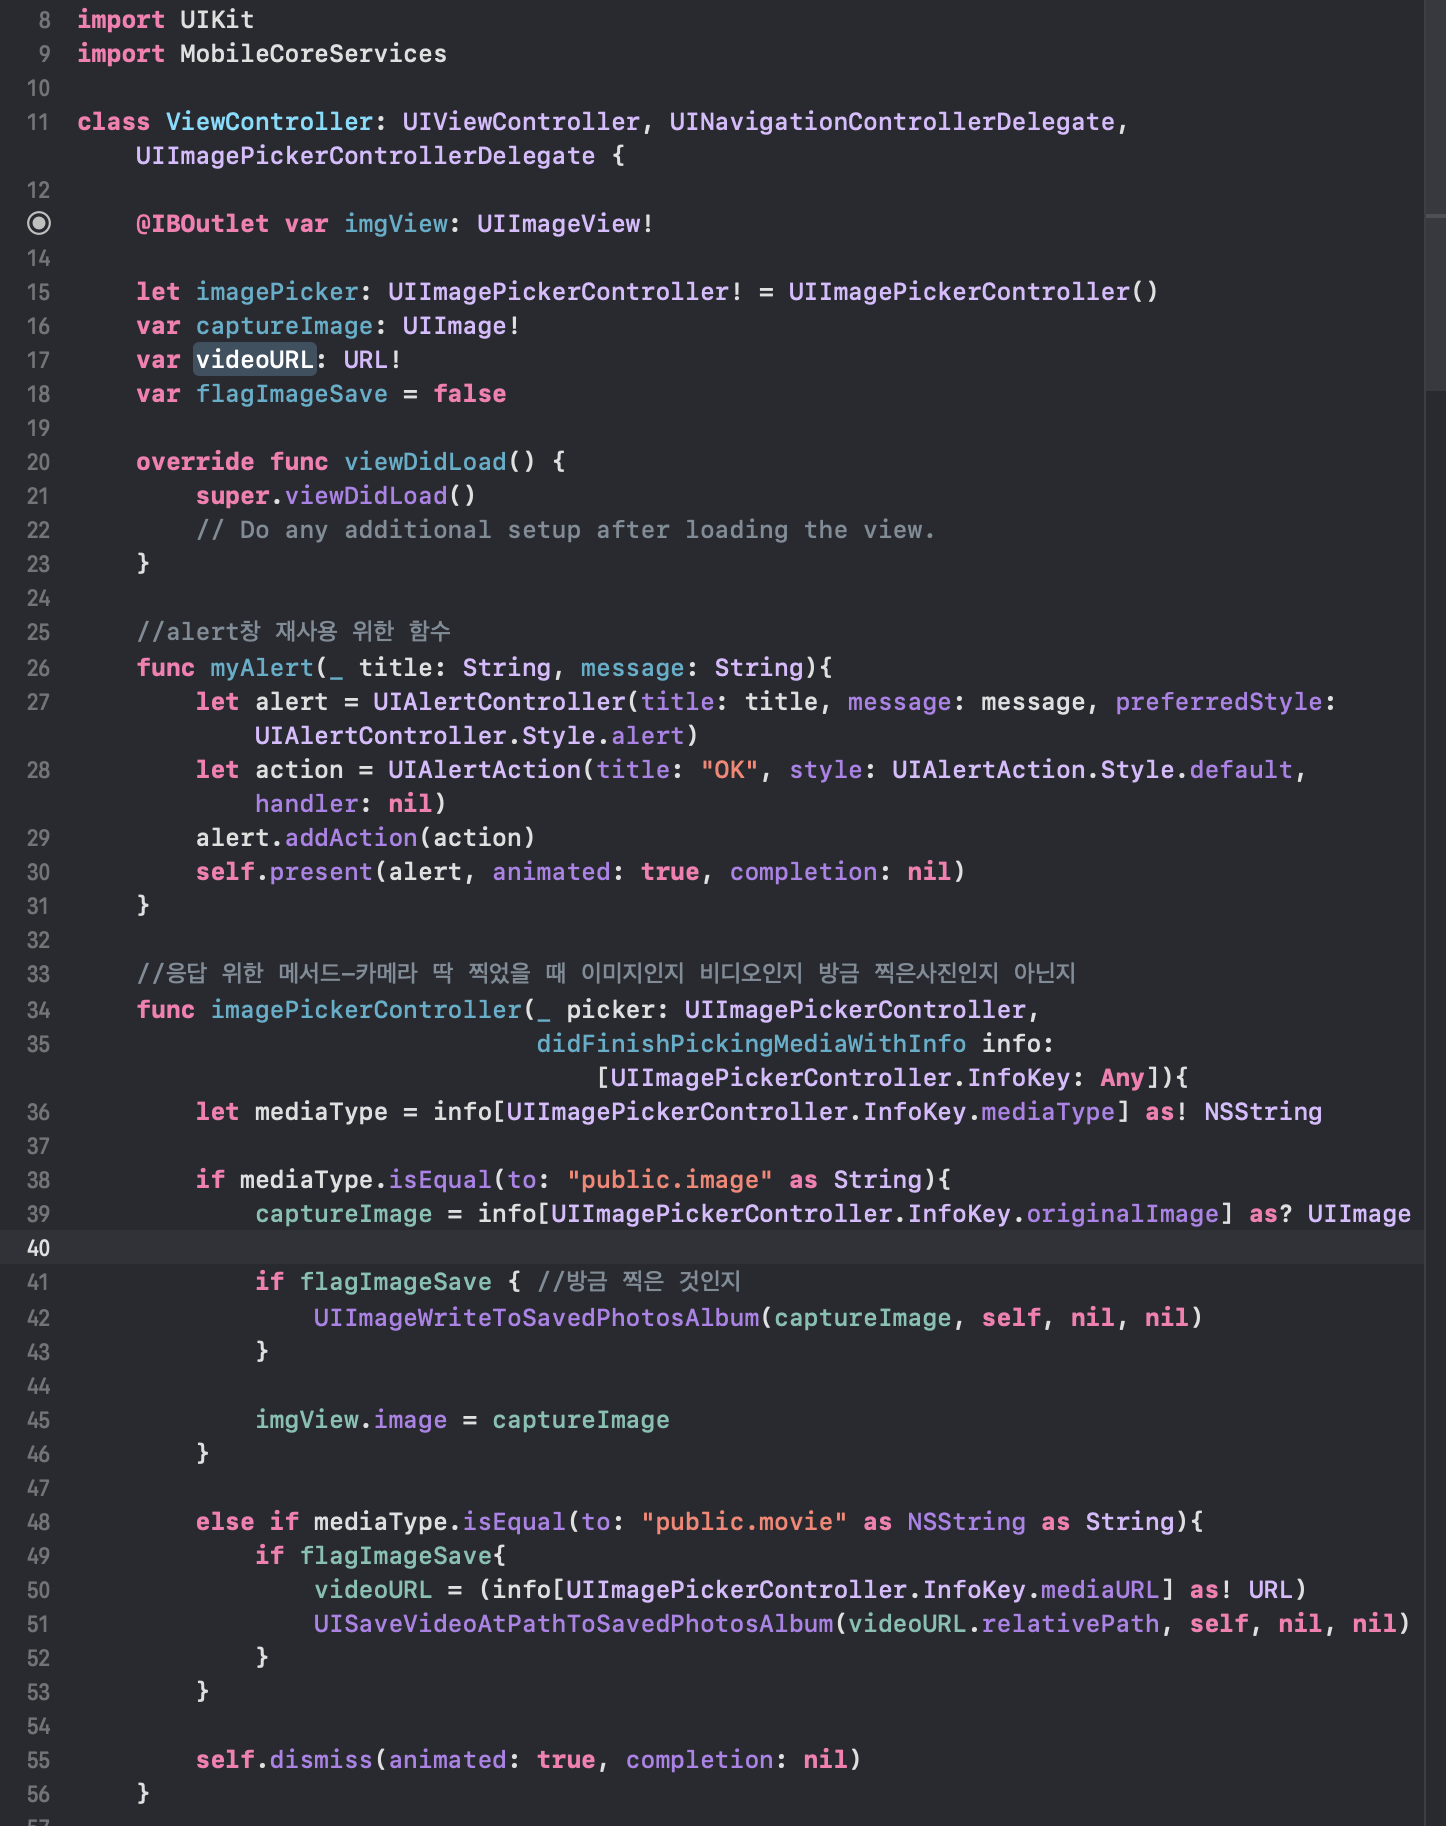 8 import UIKit
9 import MobileCoreServices
10
11 class ViewController: UIViewController, UINavigationControllerDelegate,
UIImagePickerControllerDelegate {
12
@IBOutlet var imgView: UIImageView!
14
15 let imagePicker: UIImagePickerController! = UIImagePickerController()
16 var captureImage: UIImage!
17 var videoURL: URL!
18 var flagImageSave = false
19
20 override func viewDidLoad() {
21 super.viewDidLoad()
22 // Do any additional setup after loading the view.
23 }
24
25 //alert창 재사용 위한 함수
26 func myAlert(_ title: String, message: String){
27 let alert = UIAlertController(title: title, message: message, preferredStyle:
UIAlertController.Style.alert)
28 let action = UIAlertAction(title: "OK", style: UIAlertAction.Style.default,
handler: nil)
29 alert.addAction(action)
30 self.present(alert, animated: true, completion: nil)
31 }
32
33 //응답 위한 메서드-카메라 딱 찍었을 때 이미지인지 비디오인지 방금 찍은사진인지 아닌지
34 func imagePickerController(_ picker: UIImagePickerController,
35 didFinishPickingMediaWithInfo info:
[UIImagePickerController.InfoKey: Any]){
36 let mediaType = info[UIImagePickerController.InfoKey.mediaType] as! NSString
37
38 if mediaType.isEqual(to: "public.image" as String){
39 captureImage = info[UIImagePickerController.InfoKey.originalImage] as? UIImage
40
41 if flagImageSave { //방금 찍은 것인지
42 UIImageWriteToSavedPhotosAlbum(captureImage, self, nil, nil)
43 }
44
45 imgView.image = captureImage
46 }
47
48 else if mediaType.isEqual(to: "public.movie" as NSString as String){
49 if flagImageSave{
50 videoURL = (info[UIImagePickerController.InfoKey.mediaURL] as! URL)
51 UISaveVideoAtPathToSavedPhotosAlbum(videoURL.relativePath, self, nil, nil)
52 }
53 }
54
55 self.dismiss(animated: true, completion: nil)
56 }
57